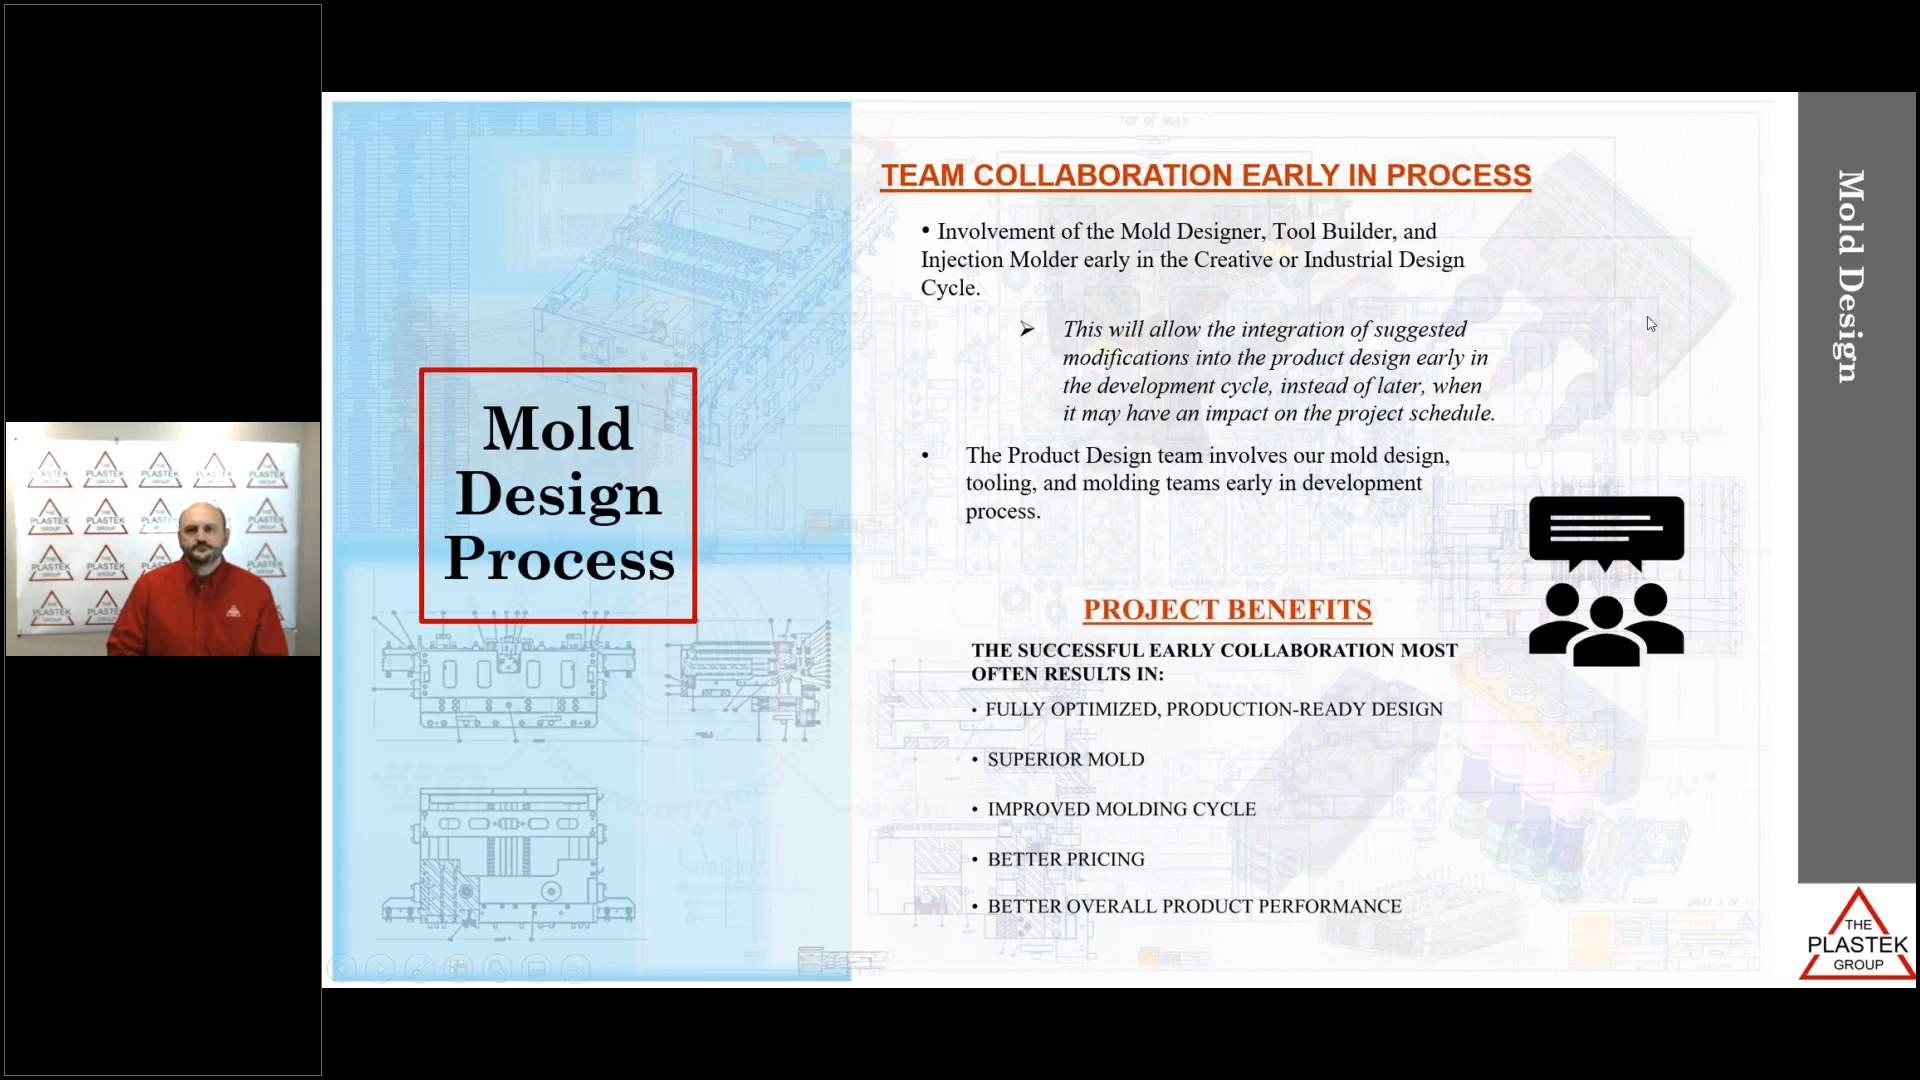 TOP OF MOLD
TEAM COLLABORATION EARLY IN PROCESS
• Involvement of the Mold Designer, Tool Builder, and
Injection Molder early in the Creative or Industrial Design
Cycle.
➢ This will allow the integration of suggested
modifications into the product design early in
the development cycle, instead of later, when
it may have an impact on the project schedule.
• The Product Design team involves our mold design,
tooling, and molding teams early in development
process.
Mold
Design
Process
PROJECT BENEFITS
THE SUCCESSFUL EARLY COLLABORATION MOST
OFTEN RESULTS IN:
• FULLY OPTIMIZED, PRODUCTION-READY DESIGN
• SUPERIOR MOLD
• IMPROVED MOLDING CYCLE
• BETTER PRICING
• BETTER OVERALL PRODUCT PERFORMANCE
Mold Design
THE
PLASTEK
GROUP